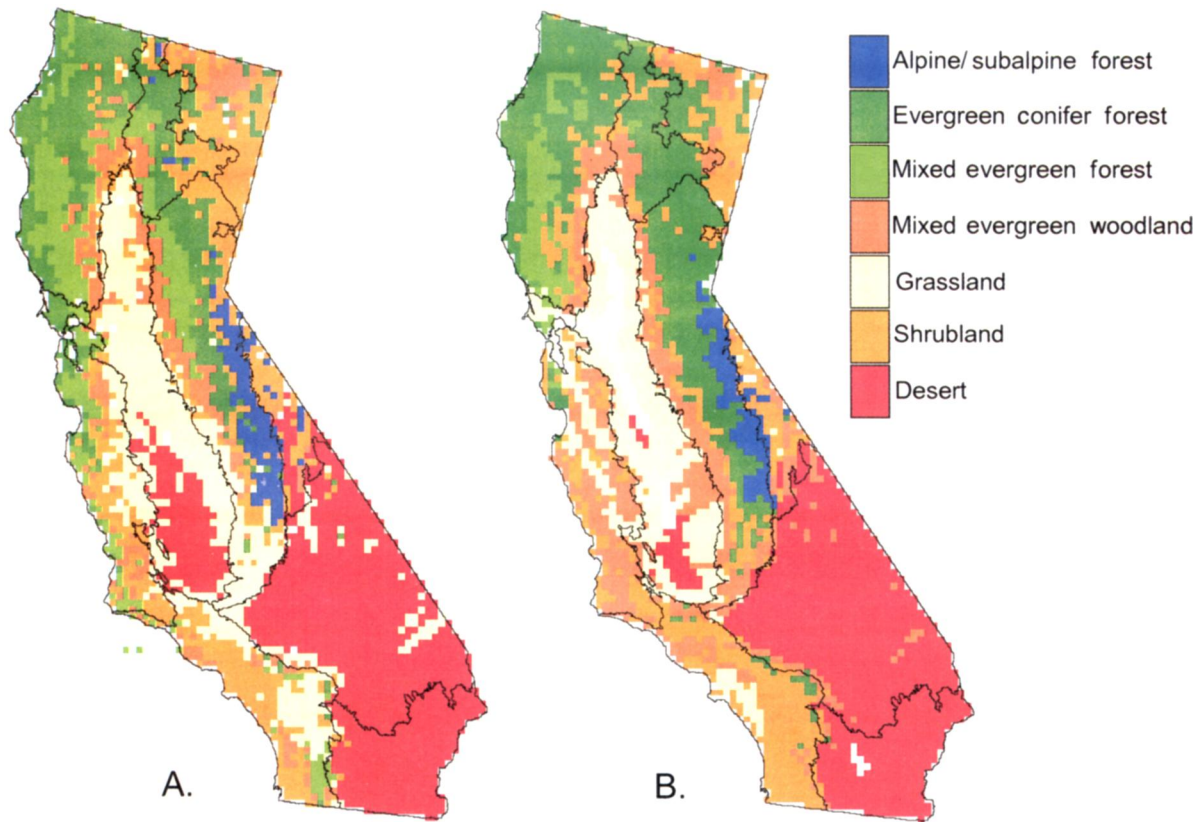 Alpine/ subalpine forest
Evergreen conifer forest
Mixed evergreen forest
Mixed evergreen woodland
Grassland
Shrubland
Desert
A.
B.